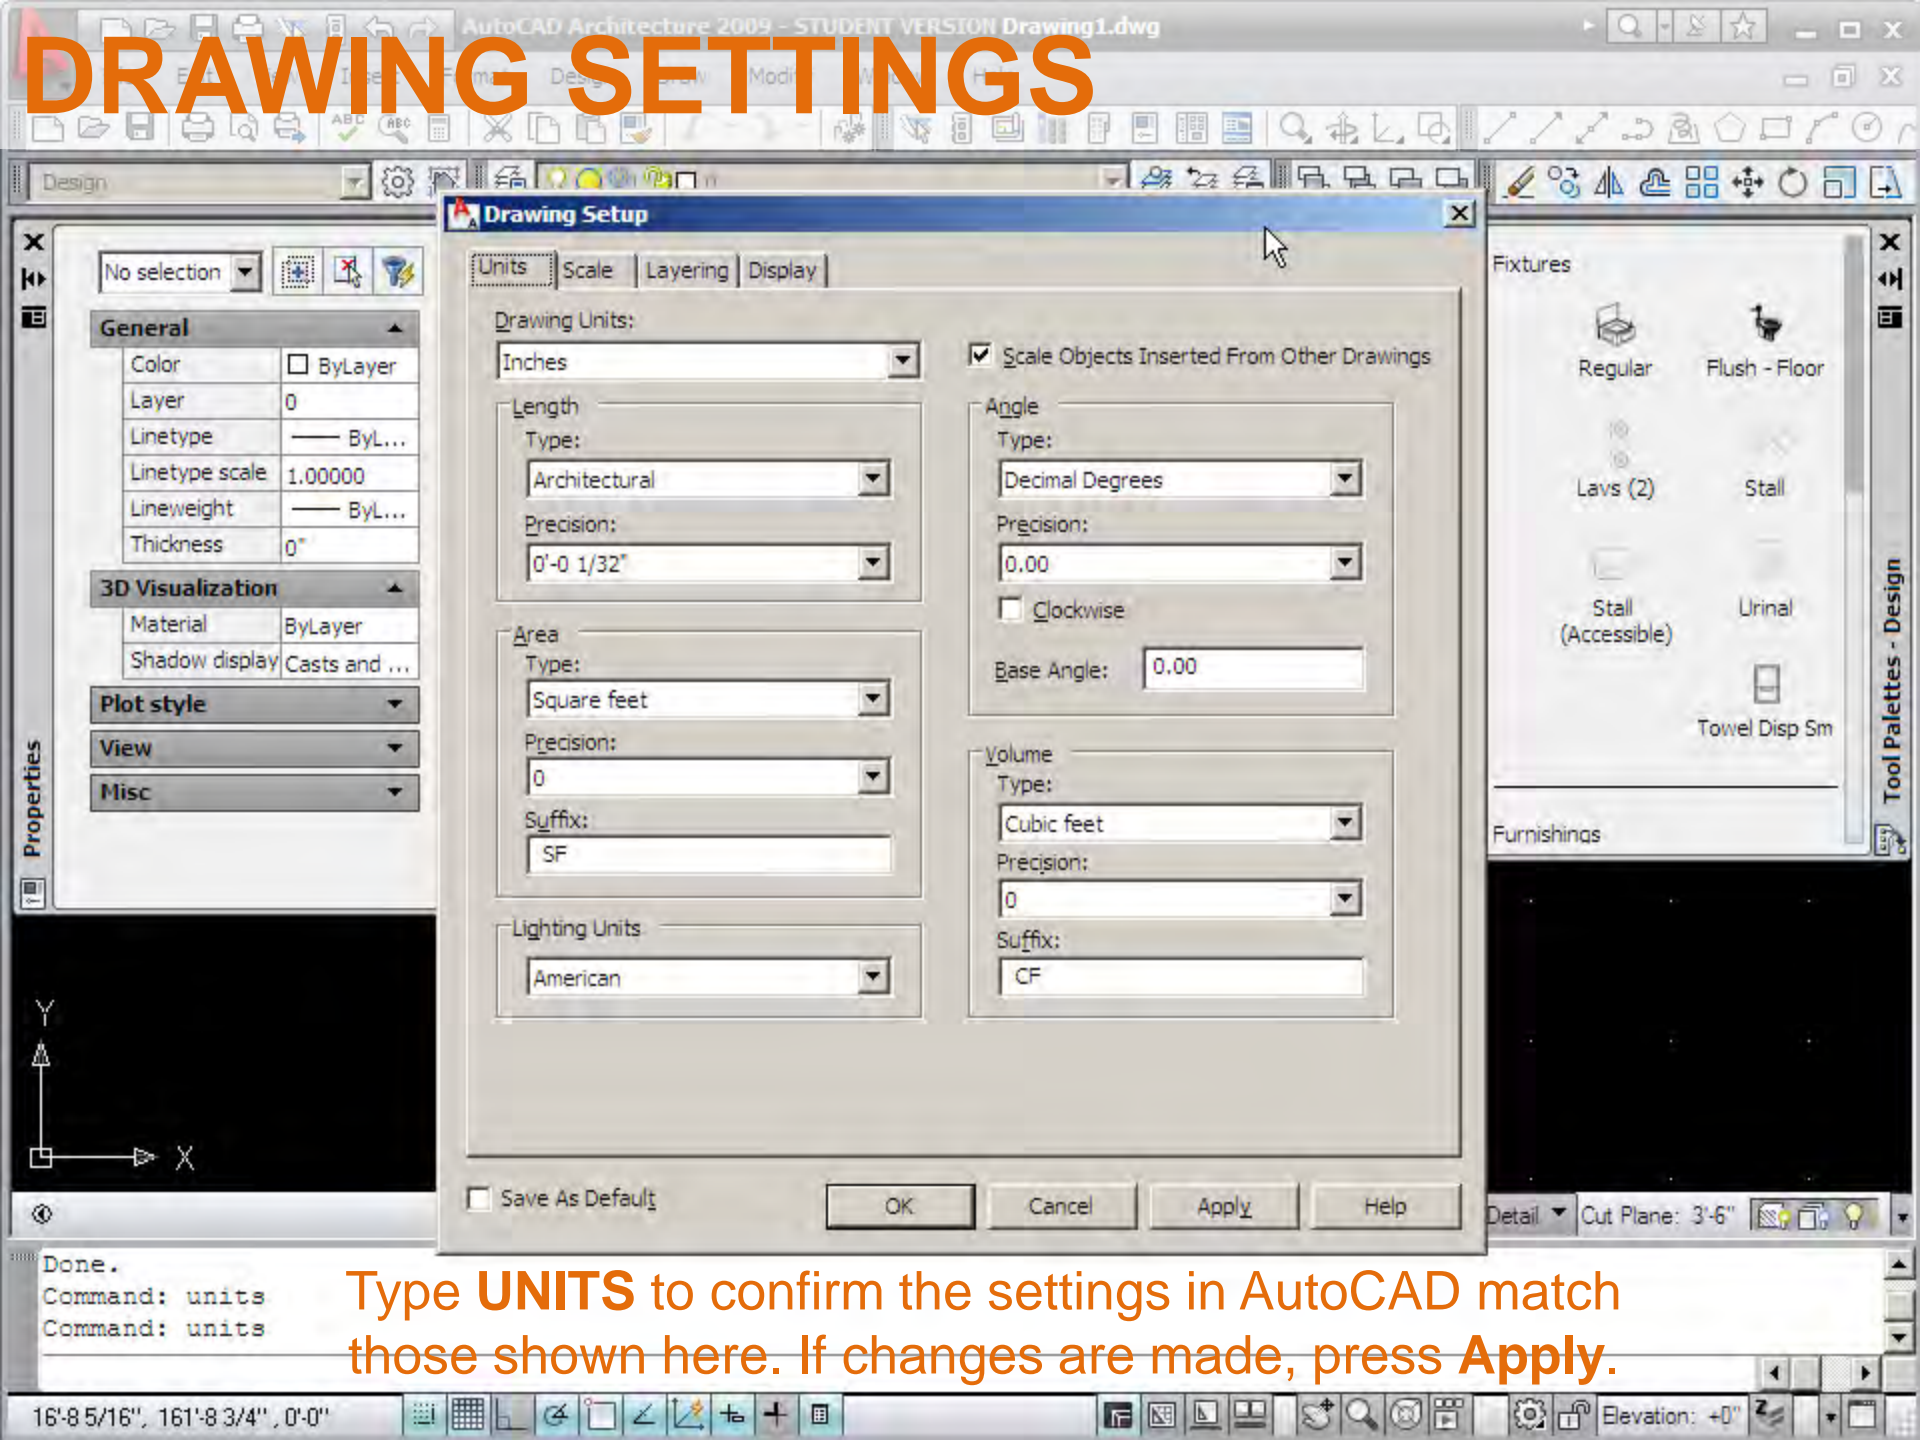 AutoCAD Architecture 2009 - STUDENT VERSION Drawing1.dwg
DRAWING SETTINGS
Design
Drawing Setup
No selection
General
Color ByLayer
Layer 0
Linetype ByL...
Linetype scale 1.00000
Lineweight ByL...
Thickness 0"
3D Visualization
Material ByLayer
Shadow display Casts and ...
Plot style
View
Misc
Properties
Units Scale Layering Display
Drawing Units:
Inches
Scale Objects Inserted From Other Drawings
Length
Type:
Architectural
Precision:
0'-0 1/32"
Area
Type:
Square feet
Precision:
0
Suffix:
SF
Lighting Units
American
Angle
Type:
Decimal Degrees
Precision:
0.00
Clockwise
Base Angle: 0.00
Volume
Type:
Cubic feet
Precision:
0
Suffix:
CF
Save As Default
OK Cancel Apply Help
Fixtures
Regular Flush - Floor
Lavs (2) Stall
Stall Urinal
(Accessible)
Towel Disp Sm
Furnishings
Tool Palettes - Design
Y
X
Detail Cut Plane: 3'-6"
Done.
Command: units
Command: units
Type UNITS to confirm the settings in AutoCAD match
those shown here. If changes are made, press Apply.
16'-8 5/16", 161'-8 3/4" , 0'-0"
Elevation: +0"